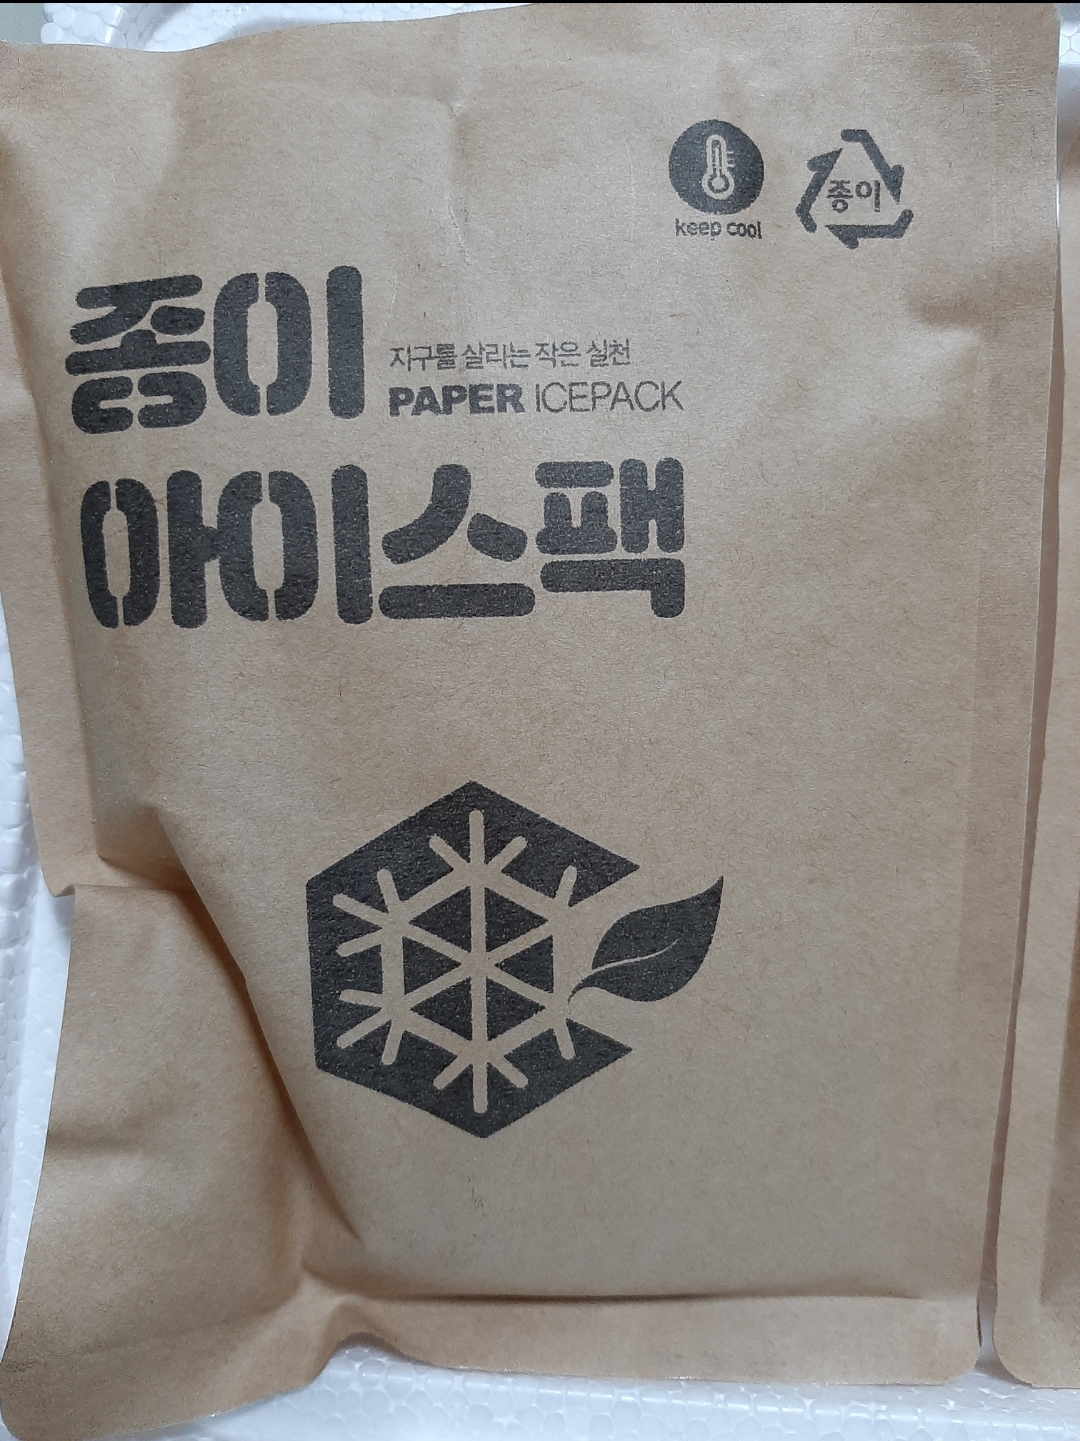 keep cool
종이
종이
지구를 살리는 작은 실천
PAPER ICEPACK
아이스팩